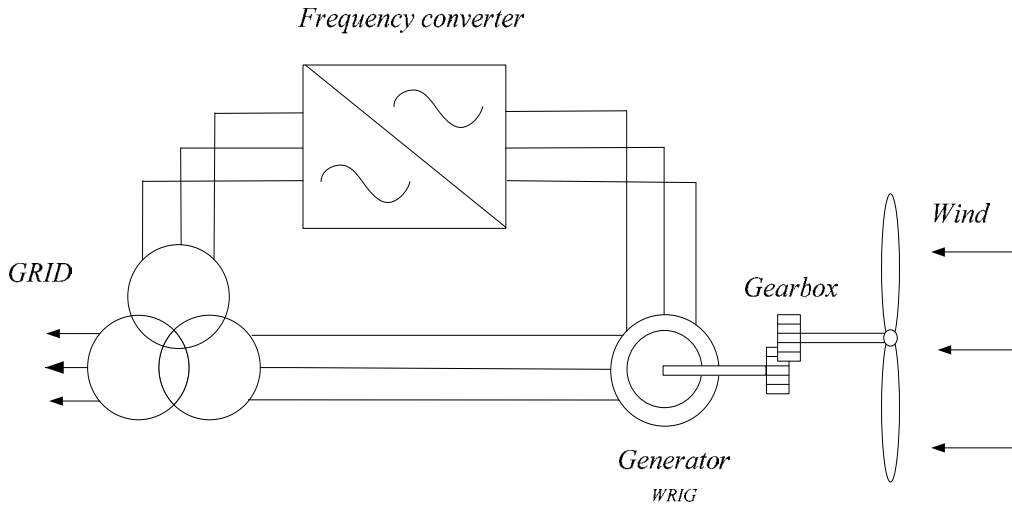 Frequency converter
Wind
GRID
Gearbox
Generator
WRIG